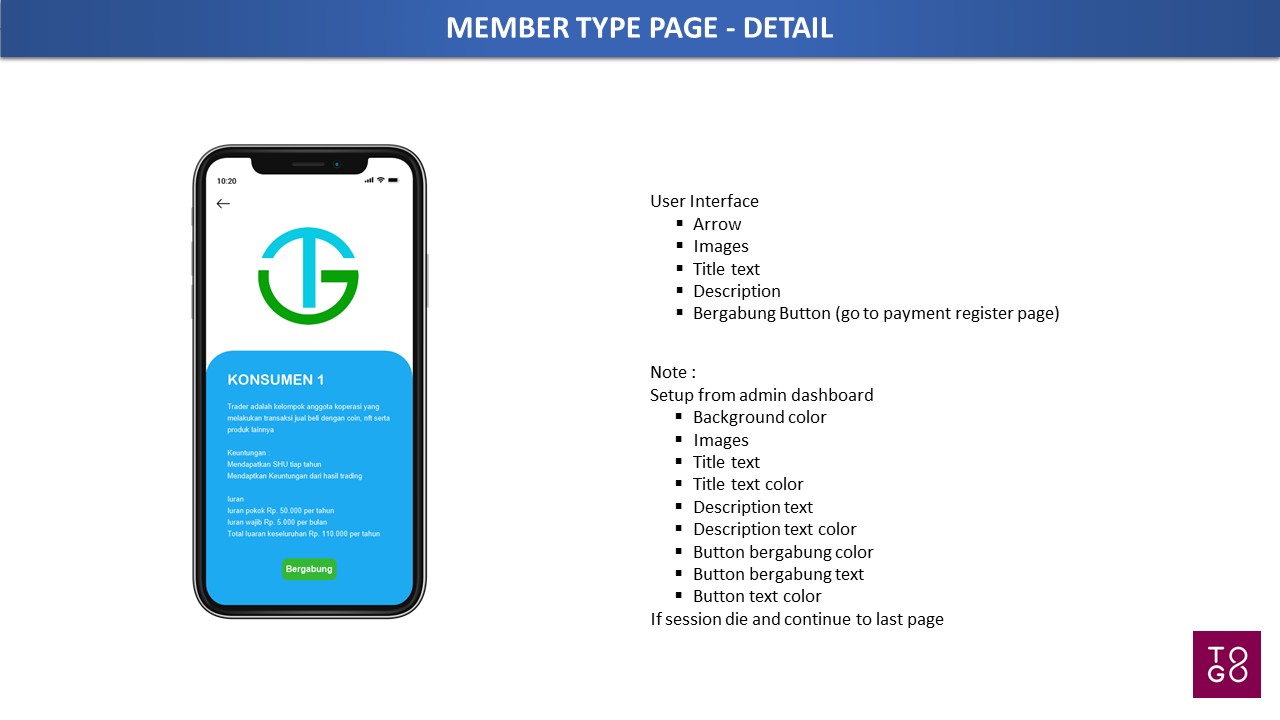 MEMBER TYPE PAGE - DETAIL
10:20
KONSUMEN 1
Trader adalah kelompok anggota koperasi yang
melakukan transaksi jual beli dengan coin, nft serta
produk lainnya
Keuntungan :
Mendapatkan SHU tiap tahun
Mendaptkan Keuntungan dari hasil trading
Iuran
Iuran pokok Rp. 50.000 per tahun
Iuran wajib Rp. 5.000 per bulan
Total Iuaran keseluruhan Rp. 110.000 per tahun
Bergabung
User Interface
▪ Arrow
▪ Images
▪ Title text
▪ Description
▪ Bergabung Button (go to payment register page)
Note :
Setup from admin dashboard
▪ Background color
▪ Images
▪ Title text
▪ Title text color
▪ Description text
▪ Description text color
▪ Button bergabung color
▪ Button bergabung text
▪ Button text color
If session die and continue to last page
TO
GO